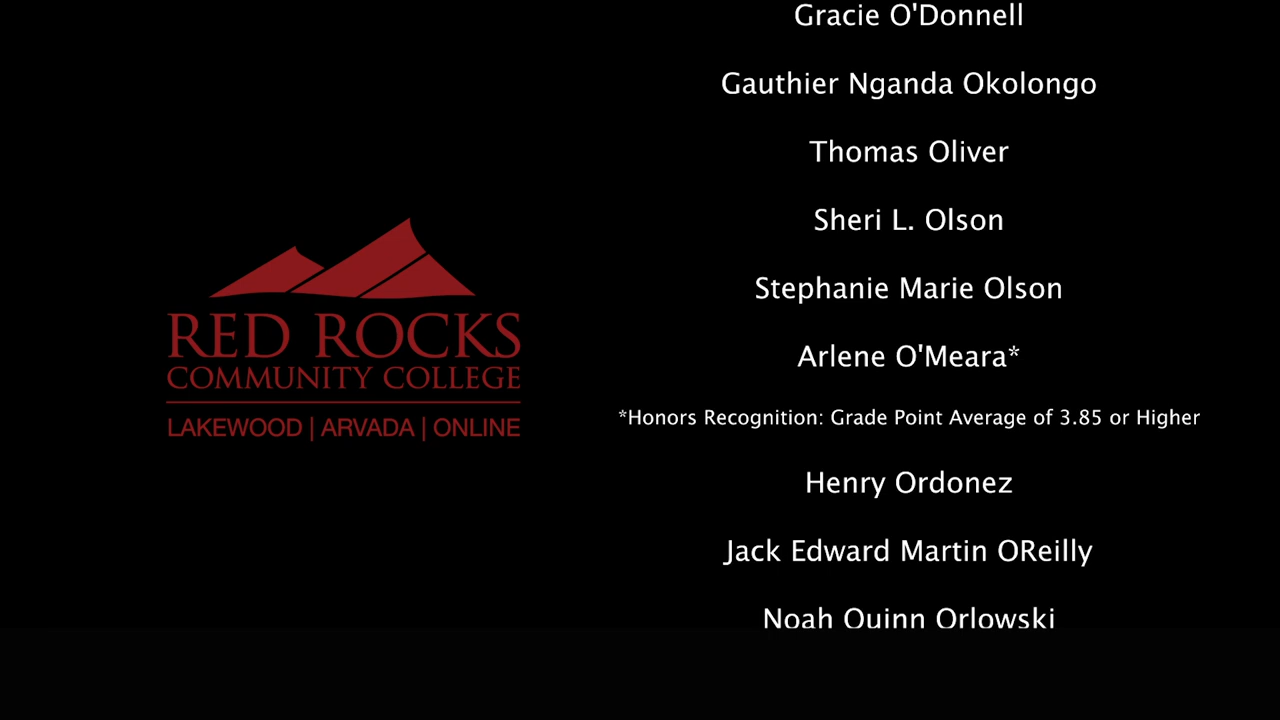 Gracie O'Donnell
Gauthier Nganda Okolongo
Thomas Oliver
Sheri L. Olson
Stephanie Marie Olson
Arlene O'Meara*
*Honors Recognition: Grade Point Average of 3.85 or Higher
Henry Ordonez
Jack Edward Martin OReilly
Noah Quinn Orlowski
RED ROCKS
COMMUNITY COLLEGE
LAKEWOOD | ARVADA | ONLINE